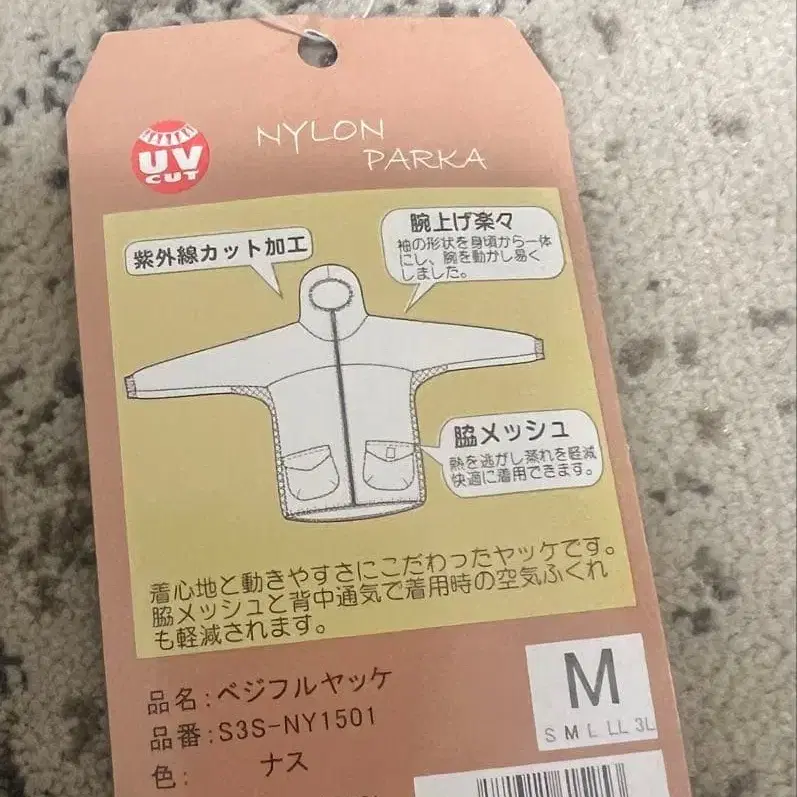 UV
CUT
NYLON
PARKA
紫外線カット加工
腕上げ楽々
袖の形状を身頃から一体
にし、腕を動かし易く
しました。
脇メッシュ
熱を逃がし蒸れを軽減
快適に着用できます。
着心地と動きやすさにこだわったヤッケです。
脇メッシュと背中通気で着用時の空気ふくれ
も軽減されます。
品名:ベジフルヤッケ
品番:S3S-NY1501
色: ナス
M
S M L LL 3L